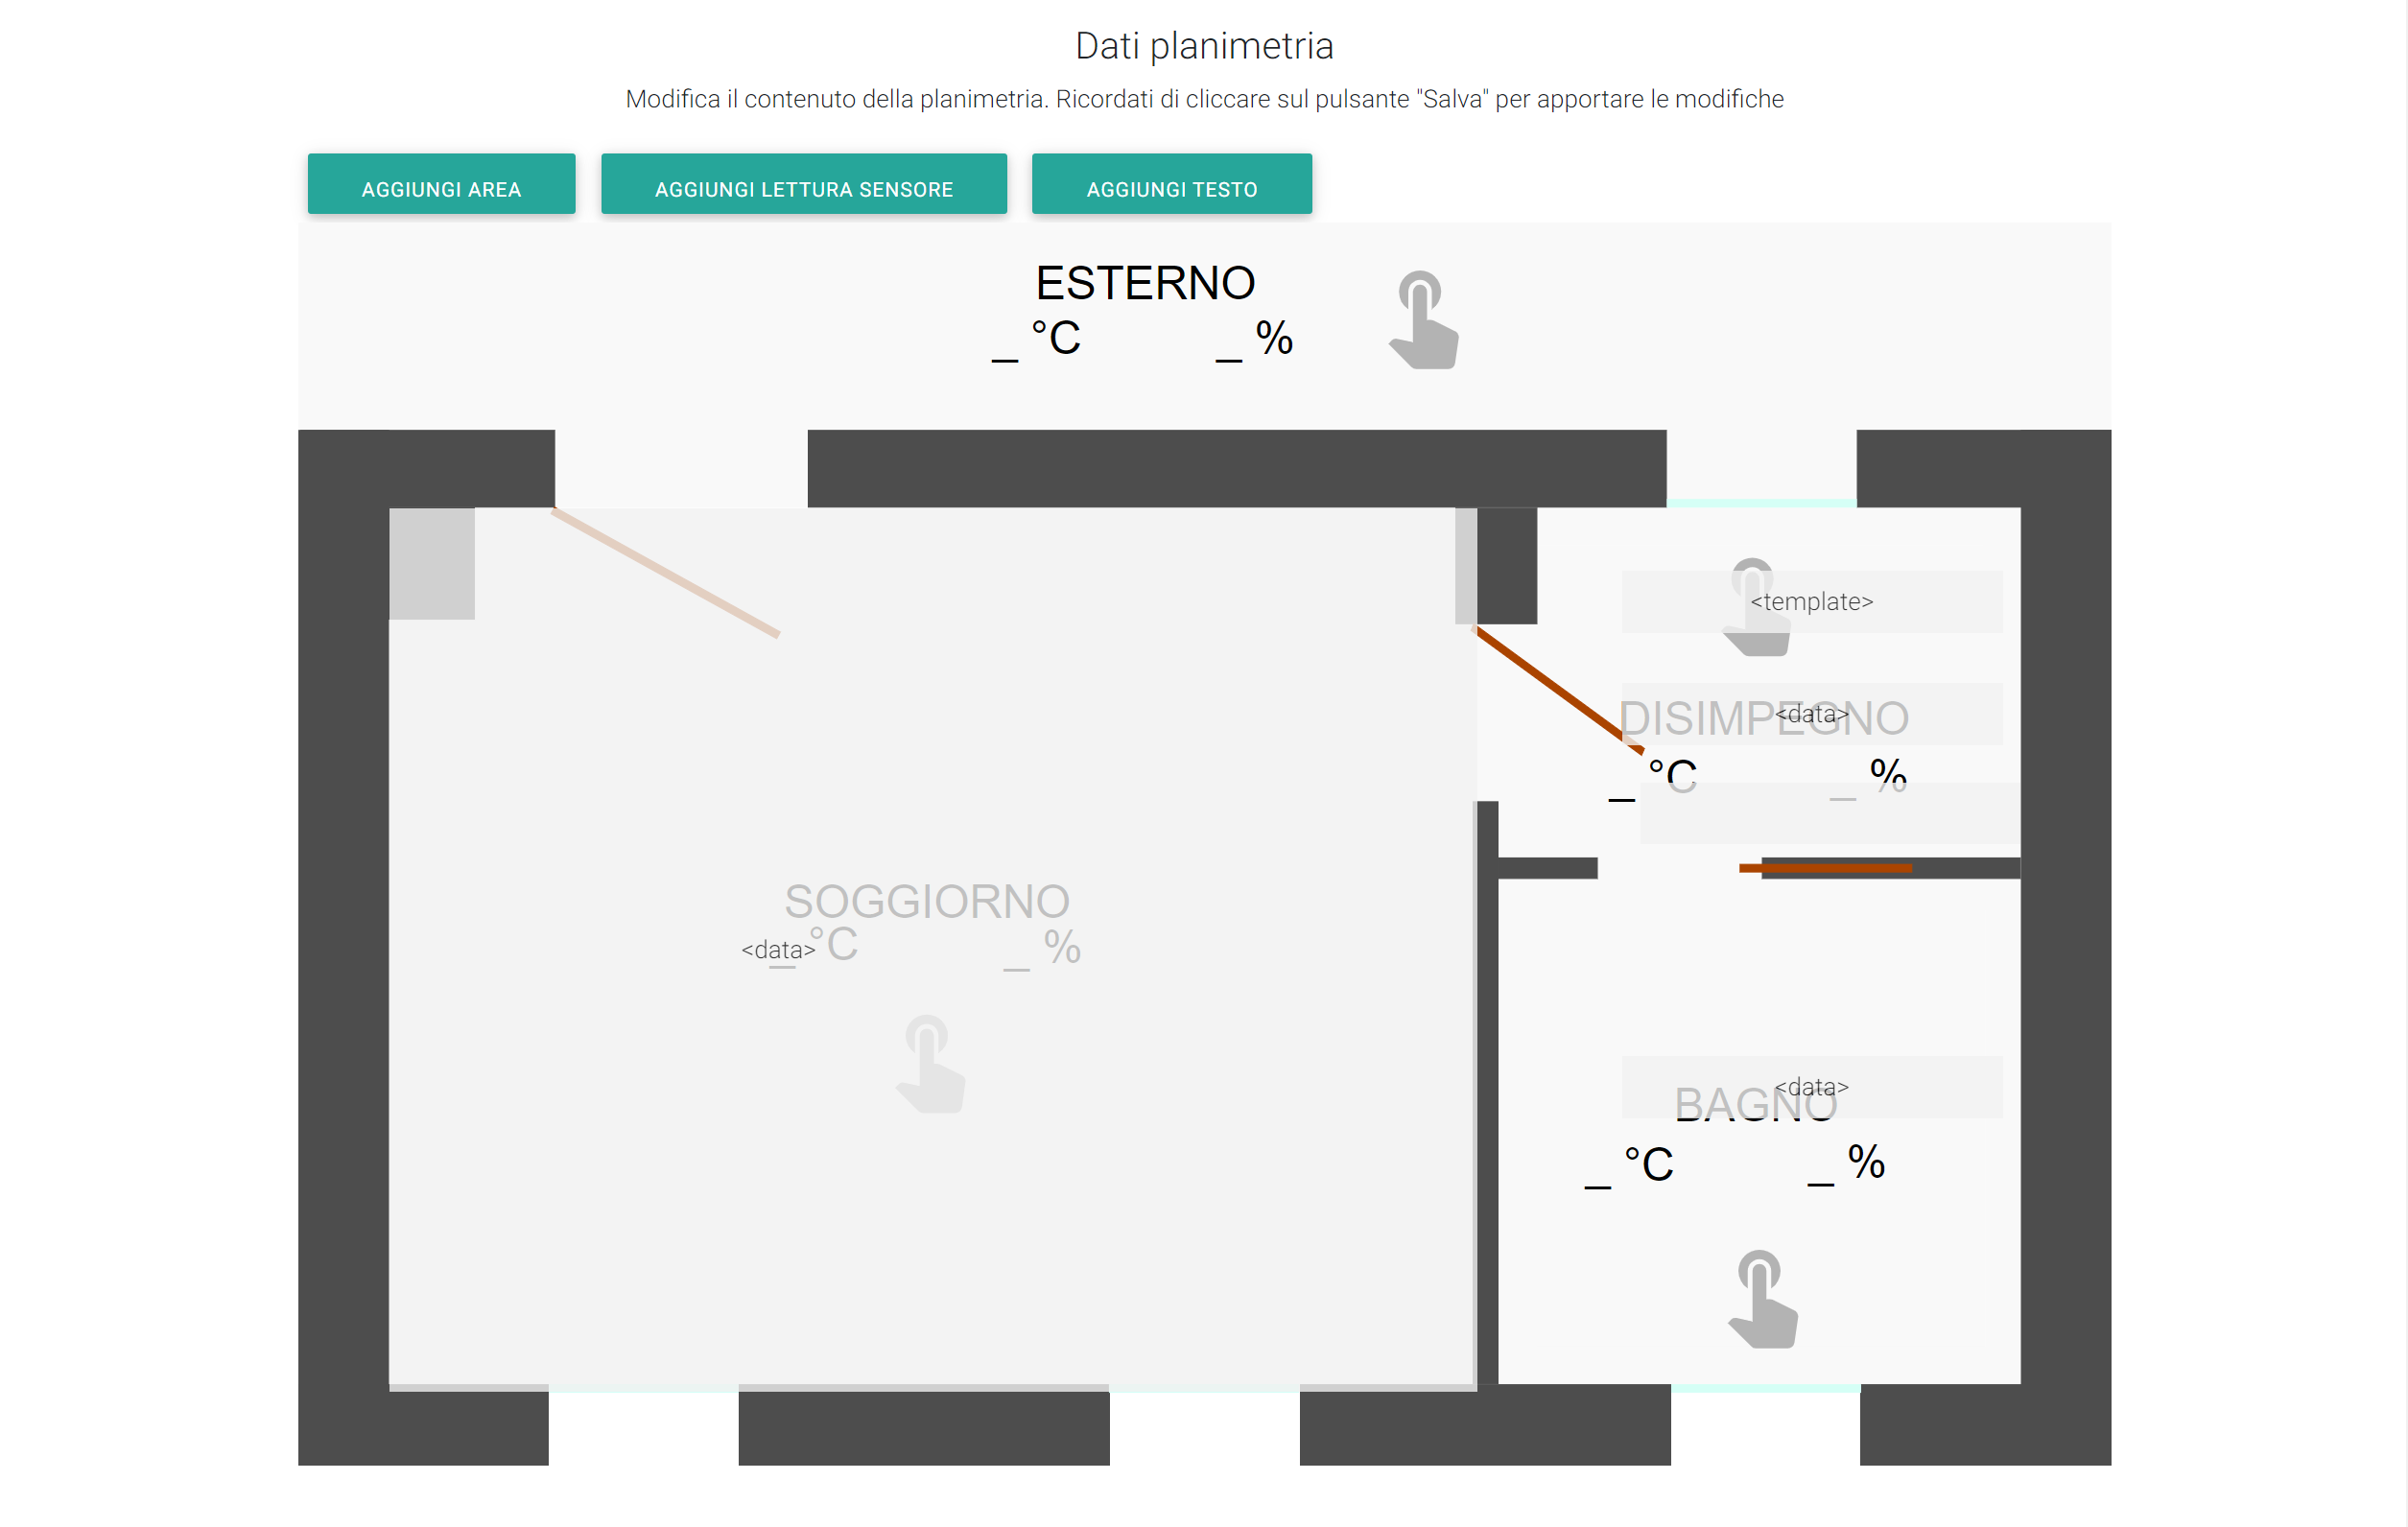 Dati planimetria
Modifica il contenuto della planimetria. Ricordati di cliccare sul pulsante "Salva" per apportare le modifiche
AGGIUNGI AREA
AGGIUNGI LETTURA SENSORE
AGGIUNGI TESTO
ESTERNO
_ °C _ %
<template>
DISIMPEGNO
<data>
_ °C _ %
SOGGIORNO
<data>
_ °C _ %
<data>
BAGNO
_ °C _ %